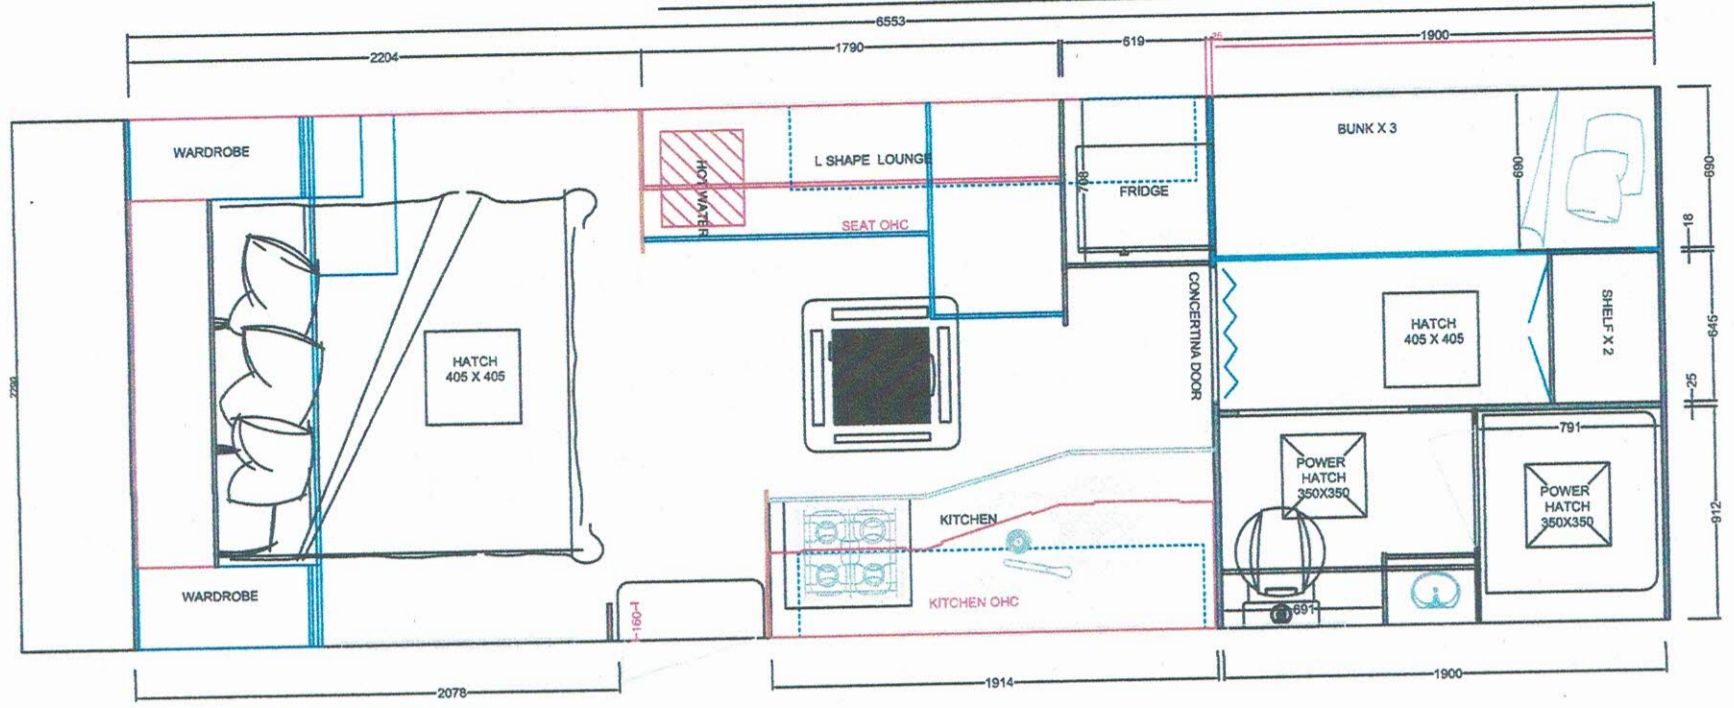 6553
2204
1790
619
25
1900
WARDROBE
HOT WATER
L SHAPE LOUNGE
SEAT OHC
708
FRIDGE
BUNK X 3
690
690
18
2290
HATCH
405 X 405
CONCERTINA DOOR
HATCH
405 X 405
SHELF X 2
645
25
791
POWER
HATCH
350X350
POWER
HATCH
350X350
912
KITCHEN
KITCHEN OHC
WARDROBE
160
691
2078
1914
1900